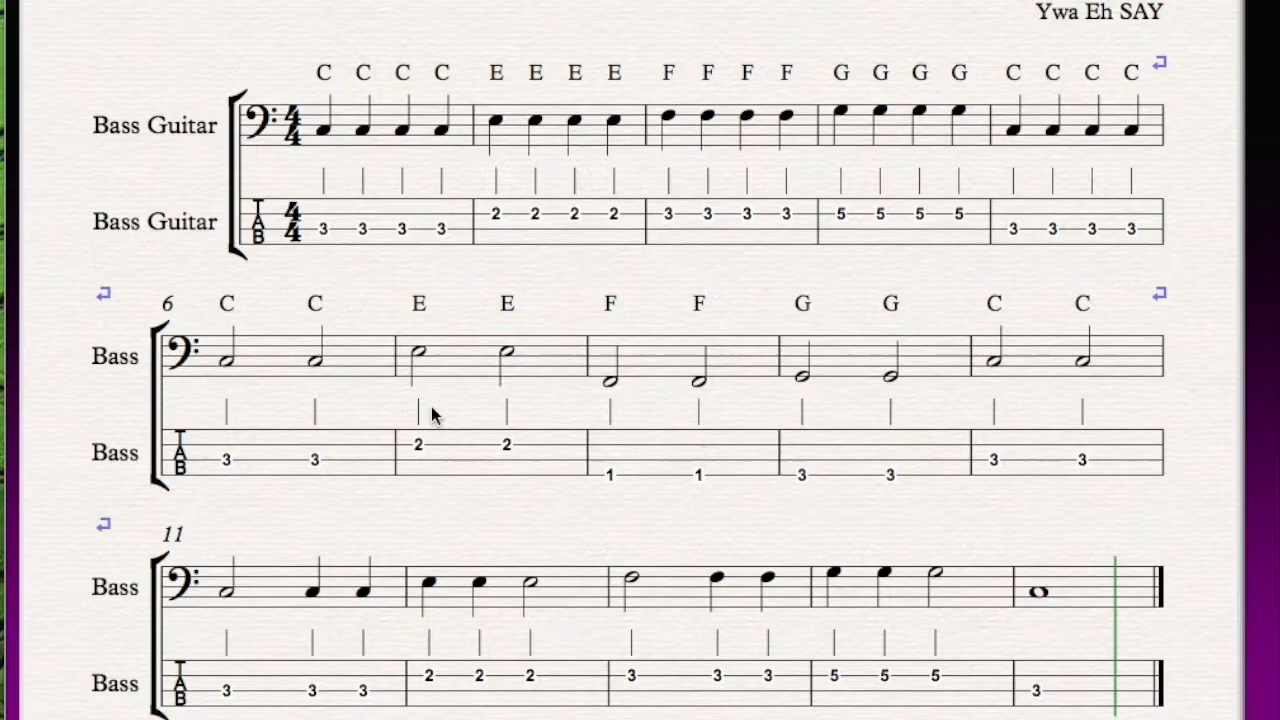 Ywa Eh SAY
C C C C E E E E F F F F G G G G C C C C
Bass Guitar 4 4
Bass Guitar TAB 4 4 3 3 3 3 2 2 2 2 3 3 3 3 5 5 5 5 3 3 3 3
6 C C E E F F G G C C
Bass
Bass TAB 3 3 2 2 1 1 3 3 3 3
11
Bass
Bass TAB 3 3 3 2 2 2 3 3 3 5 5 5 3